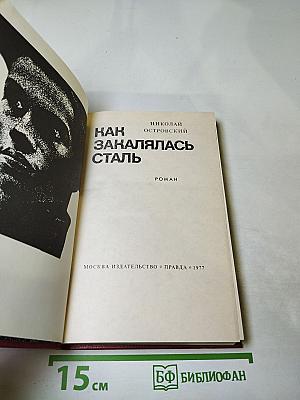 НИКОЛАЙ
ОСТРОВСКИЙ
КАК
ЗАКАЛЯЛАСЬ
СТАЛЬ
РОМАН
МОСКВА ИЗДАТЕЛЬСТВО • ПРАВДА • 1977
15 см
БФ БИБЛИОФАН